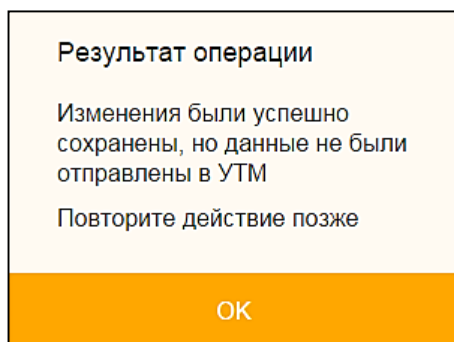 Результат операции
Изменения были успешно
сохранены, но данные не были
отправлены в УТМ
Повторите действие позже
OK